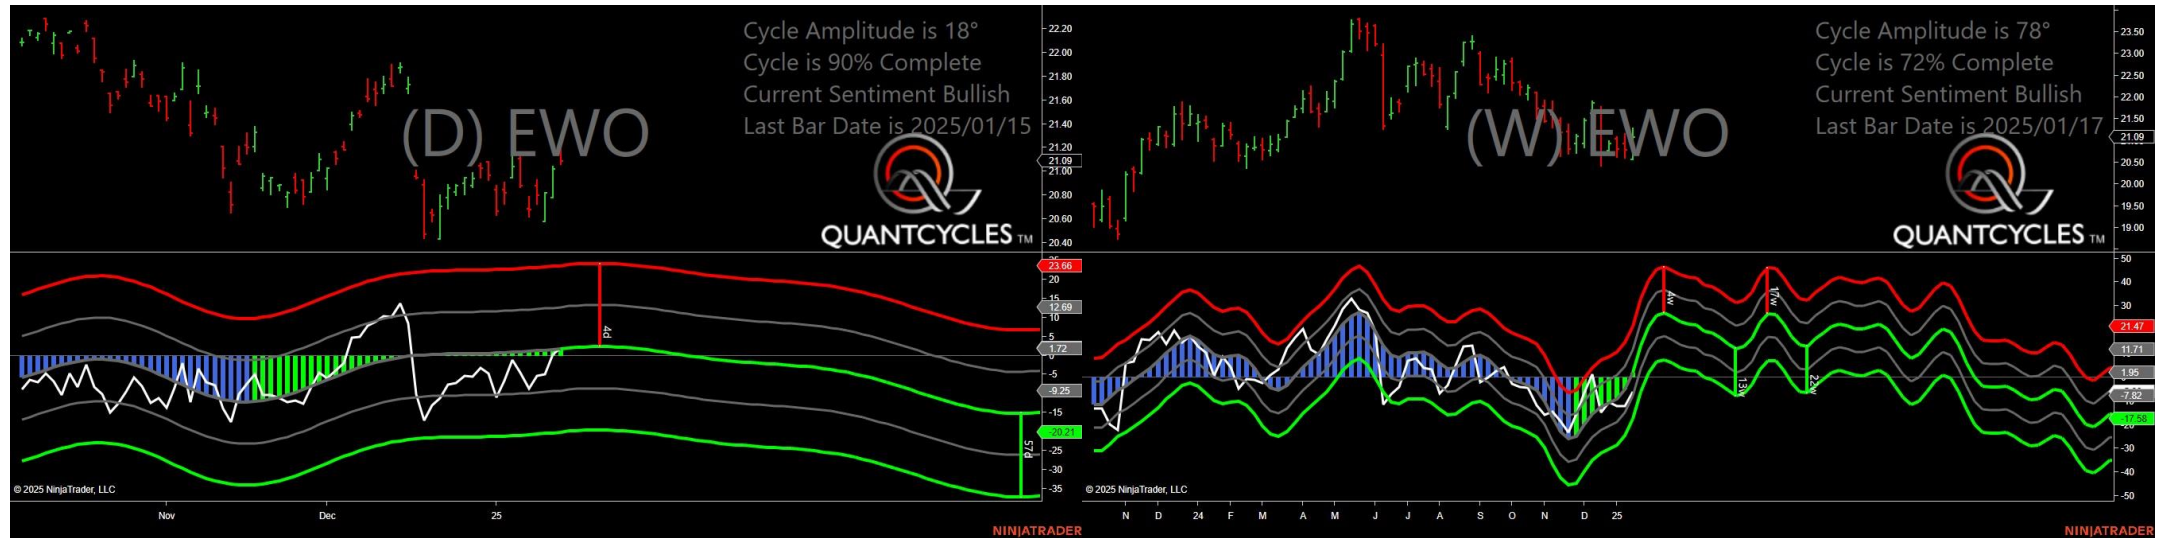 Cycle Amplitude is 18°
Cycle is 90% Complete
Current Sentiment Bullish
Last Bar Date is 2025/01/15
(D) EWO
QUANTCYCLES TM
22.20
22.00
21.80
21.60
21.40
21.20
21.09
21.00
20.80
20.60
20.40
23.66
20
15
12.69
10
5
1.72
-5
-9.25
-15
-20.21
-25
-30
-35
4d
57d
© 2025 NinjaTrader, LLC
Nov
Dec
25
NINJATRADER
Cycle Amplitude is 78°
Cycle is 72% Complete
Current Sentiment Bullish
Last Bar Date is 2025/01/17
(W) EWO
QUANTCYCLES TM
23.50
23.00
22.50
22.00
21.50
21.09
20.50
20.00
19.50
19.00
50
40
30
21.47
11.71
1.95
-7.82
-17.58
-30
-40
-50
4w
17w
13w
22w
© 2025 NinjaTrader, LLC
N D 24 F M A M J J A S O N D 25
NINJATRADER